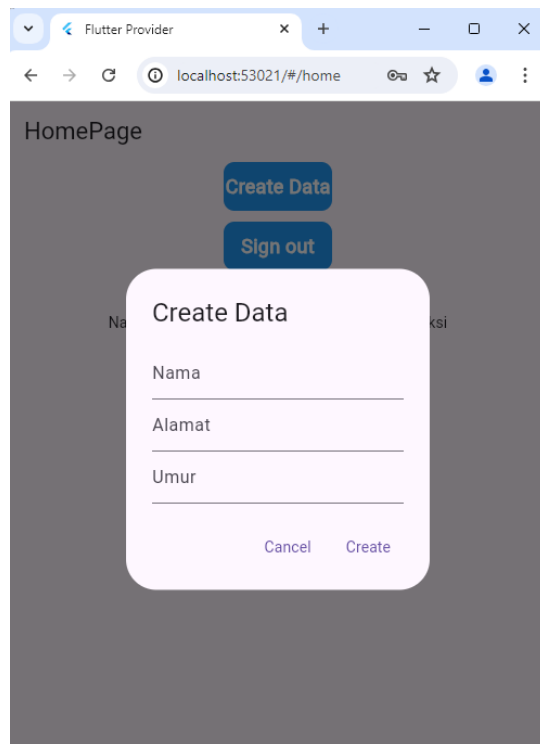 Flutter Provider
localhost:53021/#/home
HomePage
Create Data
Sign out
Na
ksi
Create Data
Nama
Alamat
Umur
Cancel Create